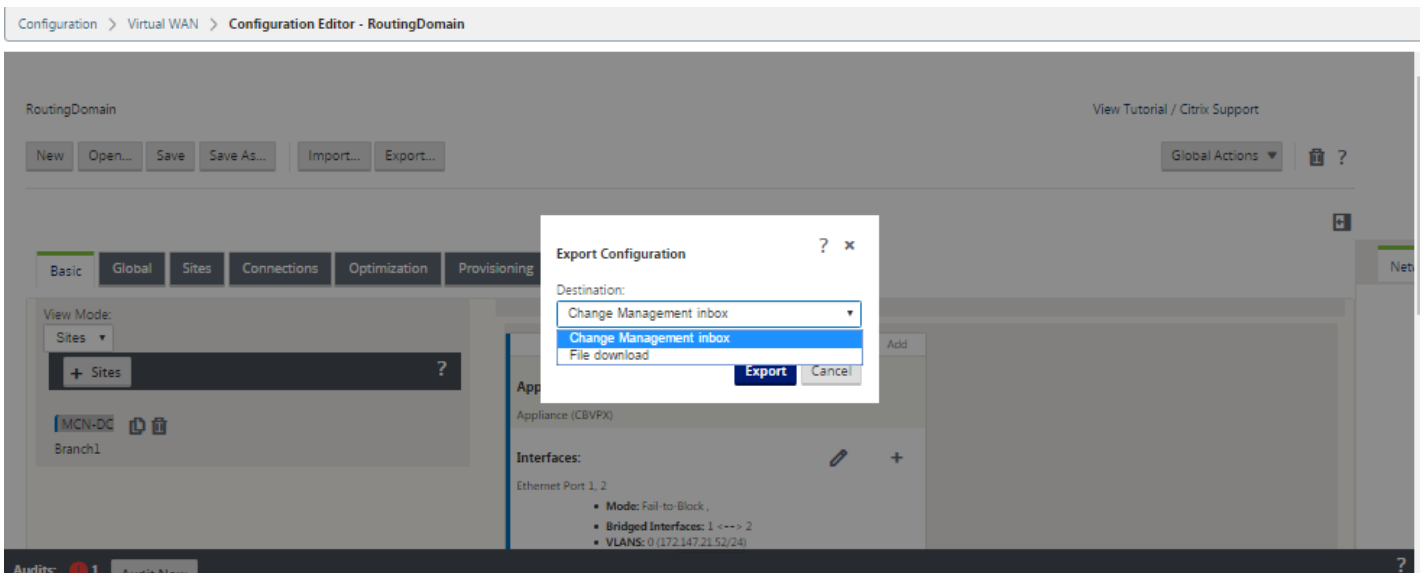 Configuration > Virtual WAN > Configuration Editor - RoutingDomain
RoutingDomain
View Tutorial / Citrix Support
New Open... Save Save As... Import... Export... Global Actions ▼ ?
Basic Global Sites Connections Optimization Provisioning
Export Configuration ? ×
Destination:
Change Management inbox ▼
Change Management inbox
File download
Export Cancel
View Mode:
Sites ▼
+ Sites ?
MCN-DC
Branch1
Add
Appliance (CBVPX)
Interfaces: +
Ethernet Port 1, 2
• Mode: Fail-to-Block ,
• Bridged Interfaces: 1 <--> 2
• VLANS: 0 (172.147.21.52/24)
Audits: 1 Audit Now ?